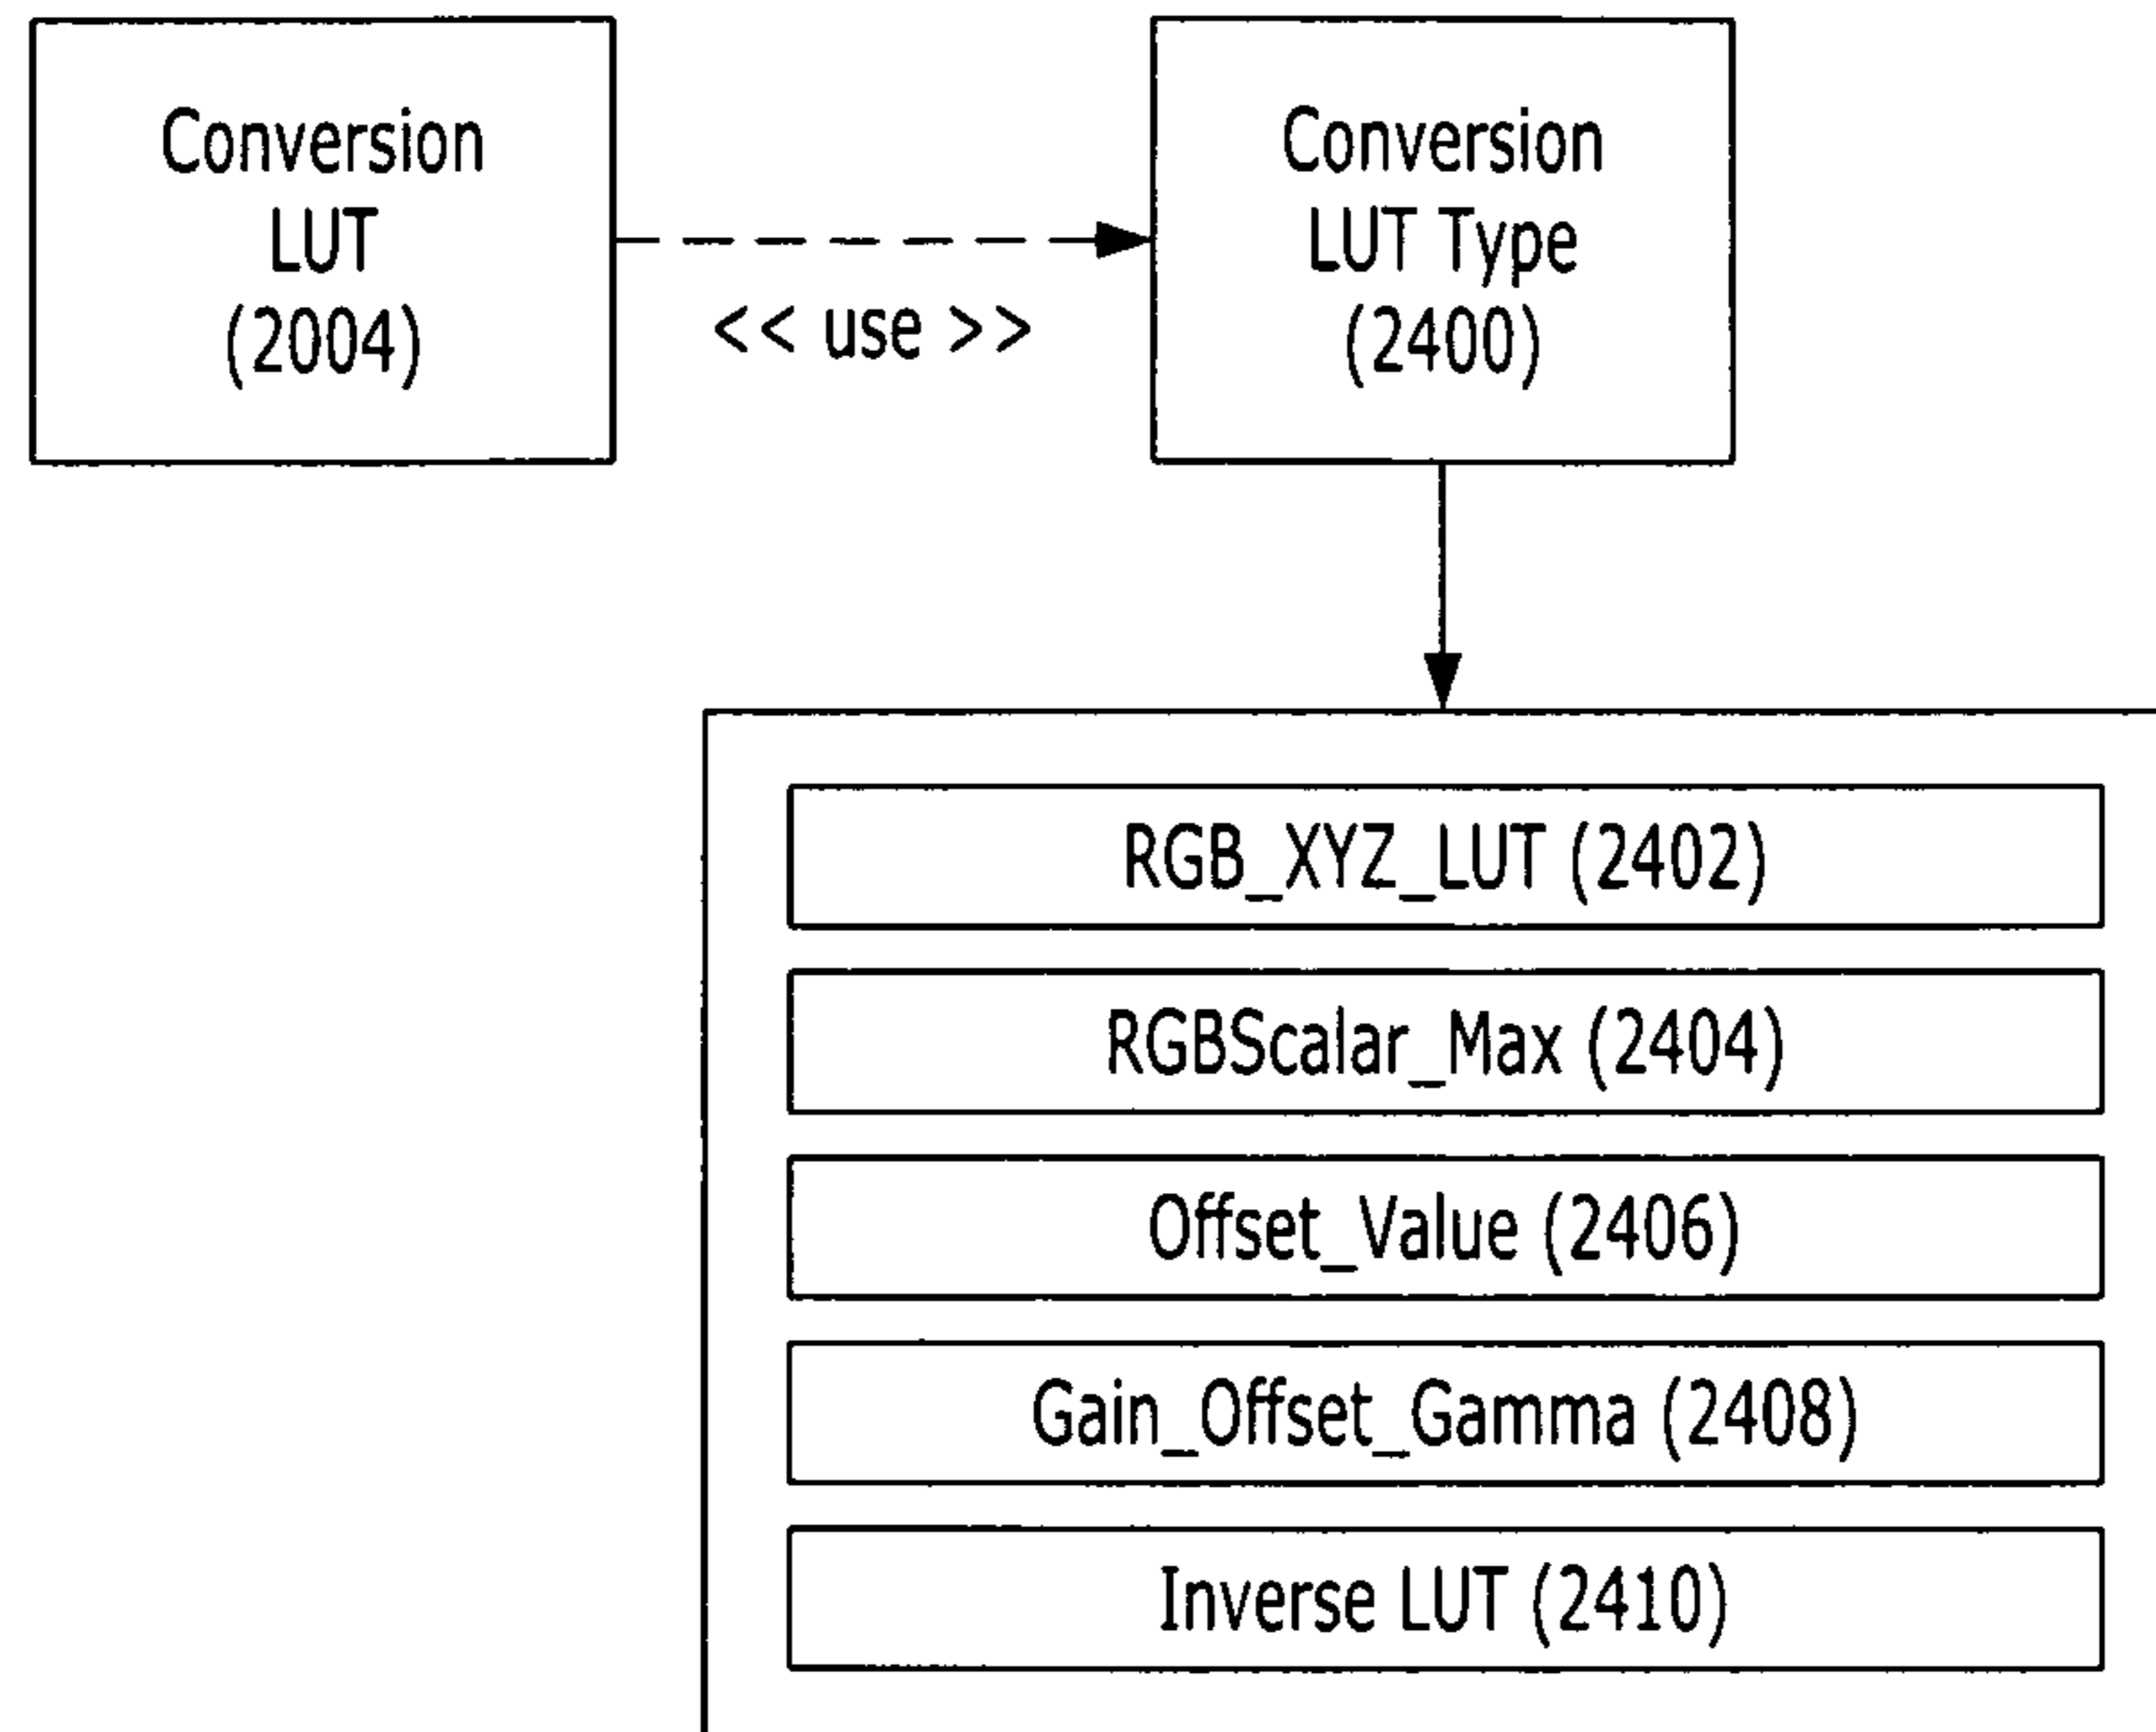 Conversion
LUT
(2004)
<< use >>
Conversion
LUT Type
(2400)
RGB_XYZ_LUT (2402)
RGBScalar_Max (2404)
Offset_Value (2406)
Gain_Offset_Gamma (2408)
Inverse LUT (2410)